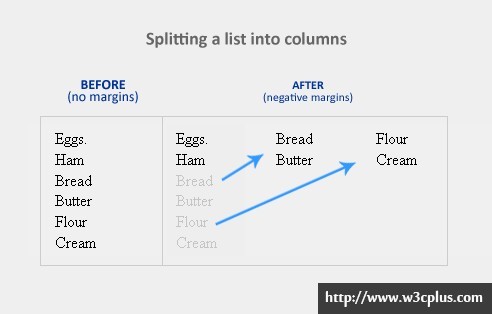 Splitting a list into columns
BEFORE
(no margins)
AFTER
(negative margins)
Eggs.
Ham
Bread
Butter
Flour
Cream
Eggs.
Ham
Bread
Butter
Flour
Cream
Bread
Butter
Flour
Cream
http://www.w3cplus.com